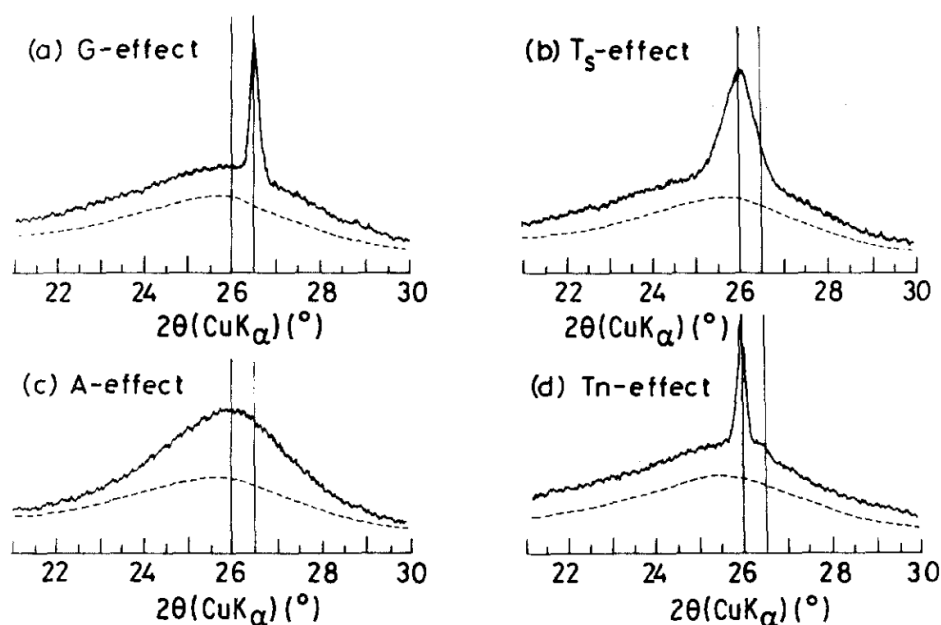 (a) G-effect
22 24 26 28 30
2θ(CuKα)(°)
(b) Ts-effect
22 24 26 28 30
2θ(CuKα)(°)
(c) A-effect
22 24 26 28 30
2θ(CuKα)(°)
(d) Tn-effect
22 24 26 28 30
2θ(CuKα)(°)